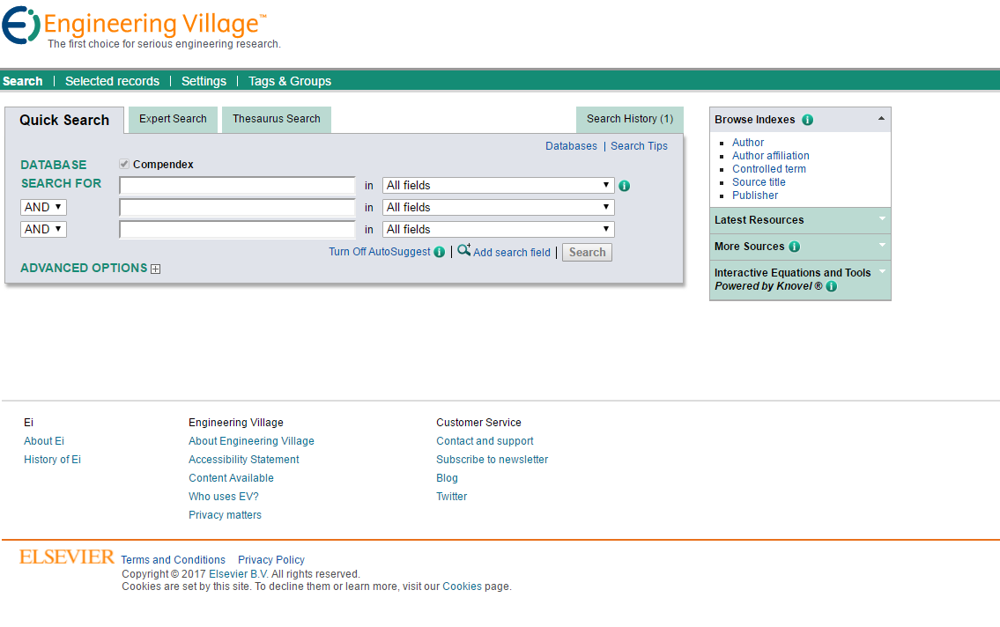 Ei Engineering Village™
The first choice for serious engineering research.
Search | Selected records | Settings | Tags & Groups
Quick Search Expert Search Thesaurus Search Search History (1)
Databases | Search Tips
DATABASE Compendex
SEARCH FOR in All fields
AND in All fields
AND in All fields
Turn Off AutoSuggest i | Add search field | Search
ADVANCED OPTIONS
Browse Indexes i
Author
Author affiliation
Controlled term
Source title
Publisher
Latest Resources
More Sources i
Interactive Equations and Tools
Powered by Knovel ® i
Ei
About Ei
History of Ei
Engineering Village
About Engineering Village
Accessibility Statement
Content Available
Who uses EV?
Privacy matters
Customer Service
Contact and support
Subscribe to newsletter
Blog
Twitter
ELSEVIER Terms and Conditions Privacy Policy
Copyright © 2017 Elsevier B.V. All rights reserved.
Cookies are set by this site. To decline them or learn more, visit our Cookies page.